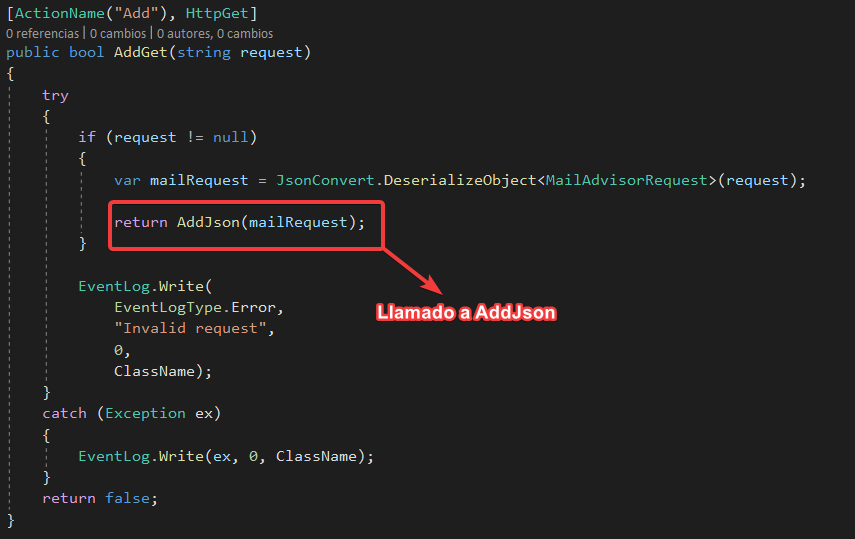 [ActionName("Add"), HttpGet]
0 referencias | 0 cambios | 0 autores, 0 cambios
public bool AddGet(string request)
{
try
{
if (request != null)
{
var mailRequest = JsonConvert.DeserializeObject<MailAdvisorRequest>(request);
return AddJson(mailRequest);
}
EventLog.Write(
EventLogType.Error,
Llamado a AddJson
"Invalid request",
0,
ClassName);
}
catch (Exception ex)
{
EventLog.Write(ex, 0, ClassName);
}
return false;
}